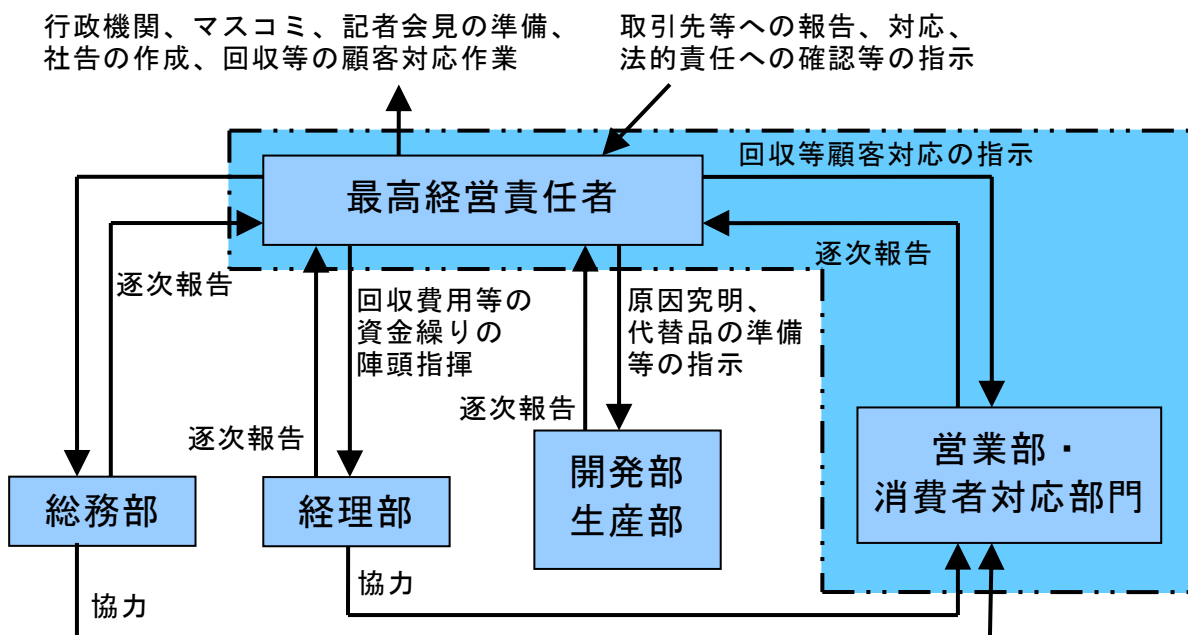 行政機関、マスコミ、記者会見の準備、
社告の作成、回収等の顧客対応作業
取引先等への報告、対応、
法的責任への確認等の指示
回収等顧客対応の指示
最高経営責任者
逐次報告
逐次報告
回収費用等の
資金繰りの
陣頭指揮
原因究明、
代替品の準備
等の指示
逐次報告
逐次報告
総務部
経理部
開発部
生産部
営業部・
消費者対応部門
協力
協力